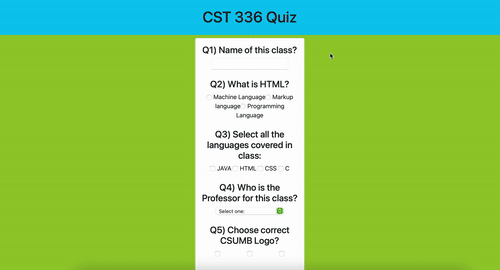 CST 336 Quiz
Q1) Name of this class?
Q2) What is HTML?
Machine Language Markup
language Programming
Language
Q3) Select all the
languages covered in
class:
JAVA HTML CSS C
Q4) Who is the
Professor for this class?
Select one:
Q5) Choose correct
CSUMB Logo?